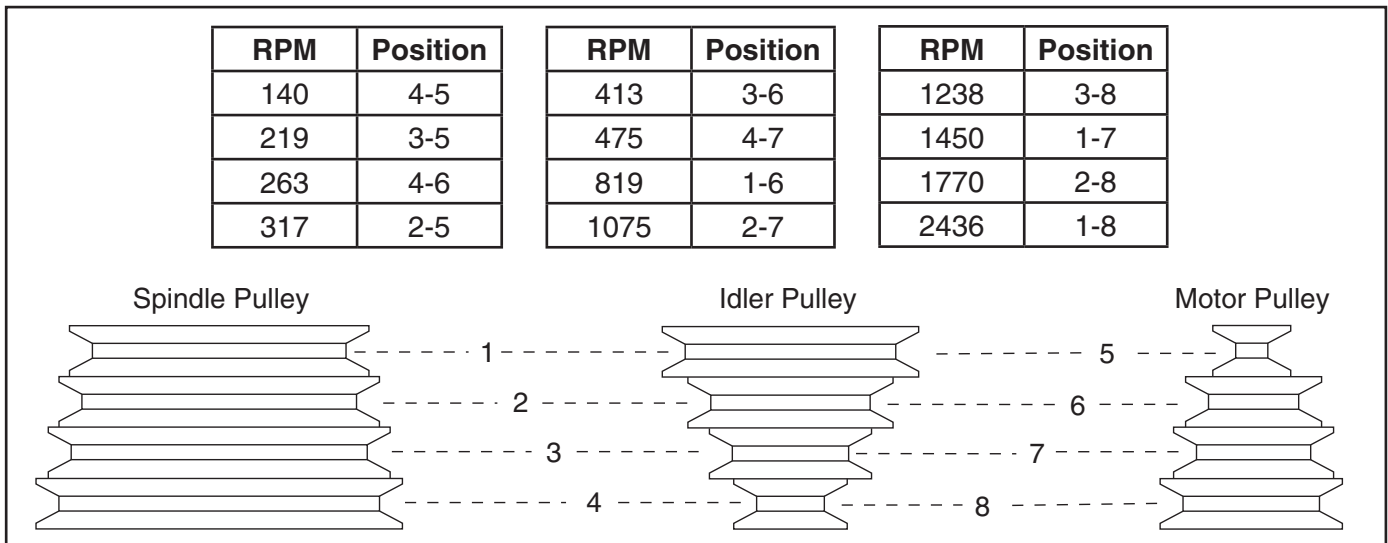 RPM Position RPM Position RPM Position
140 4-5 413 3-6 1238 3-8
219 3-5 475 4-7 1450 1-7
263 4-6 819 1-6 1770 2-8
317 2-5 1075 2-7 2436 1-8
Spindle Pulley Idler Pulley Motor Pulley
1 5
2 6
3 7
4 8